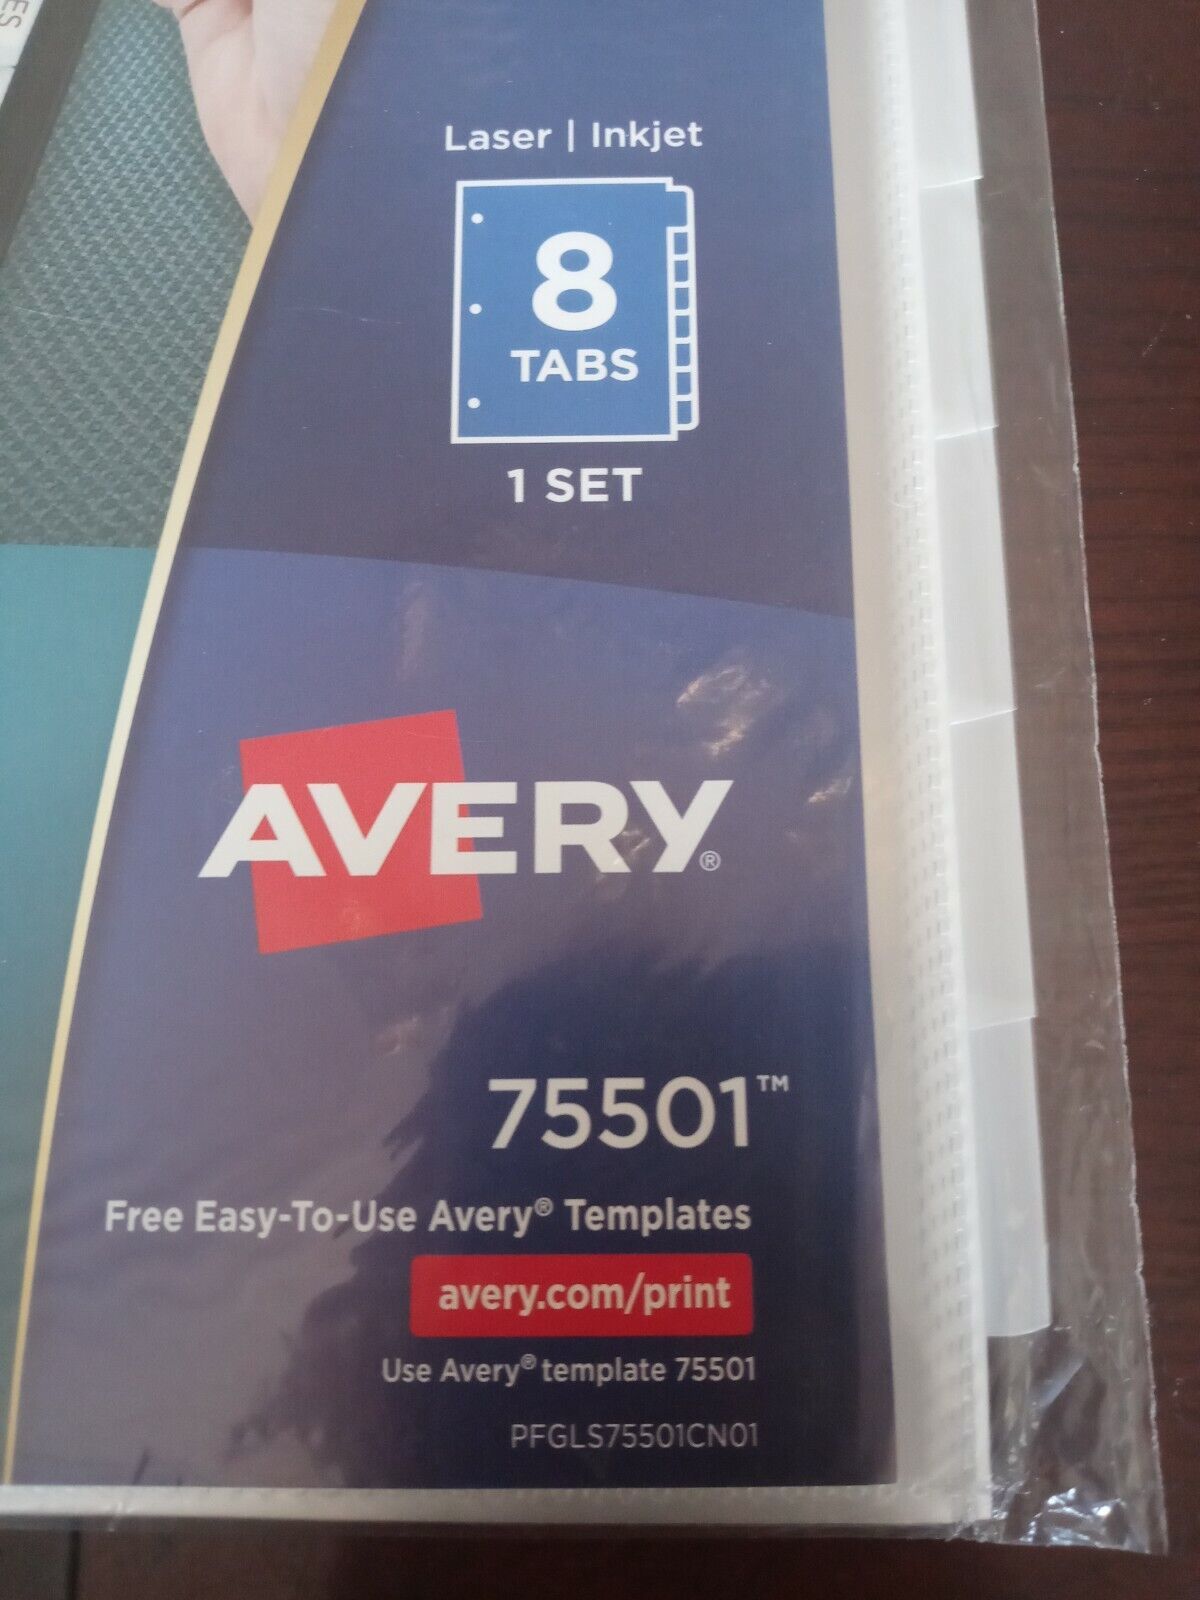 ES
Laser | Inkjet
8
TABS
1 SET
AVERY®
75501™
Free Easy-To-Use Avery® Templates
avery.com/print
Use Avery® template 75501
PFGLS75501CN01